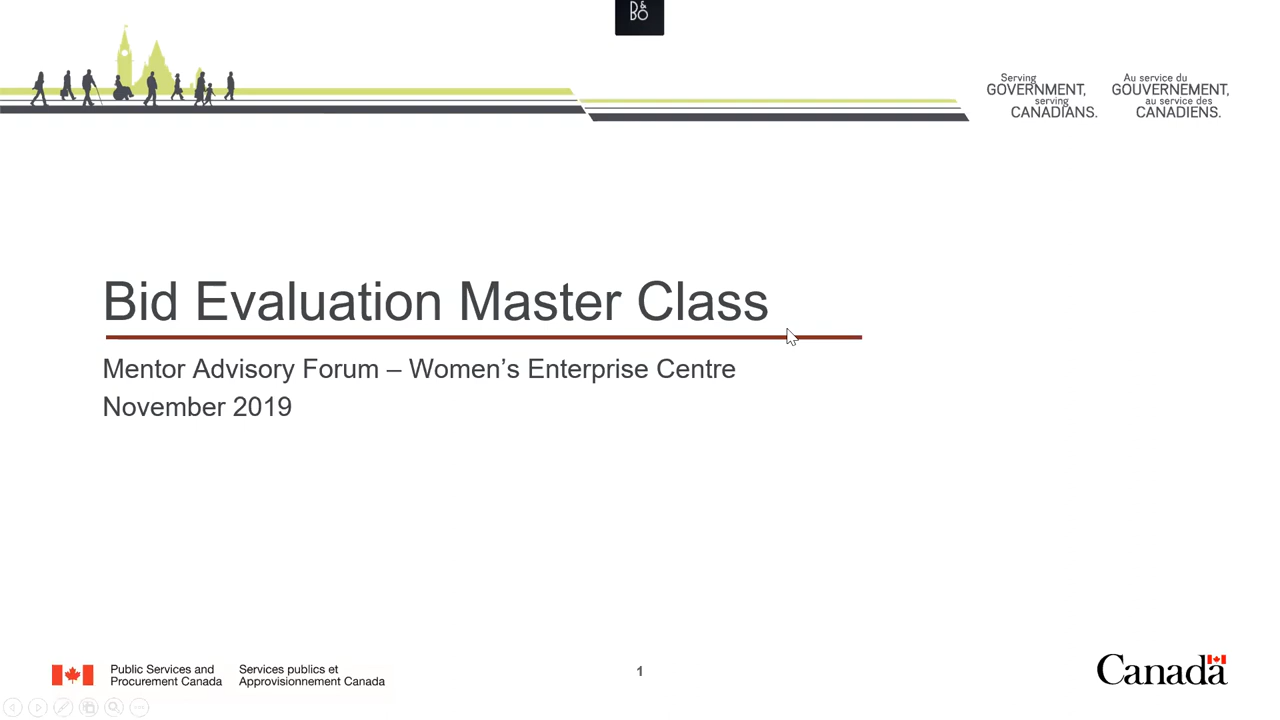 B&O
Serving
GOVERNMENT,
serving
CANADIANS.
Au service du
GOUVERNEMENT,
au service des
CANADIENS.
Bid Evaluation Master Class
Mentor Advisory Forum – Women’s Enterprise Centre
November 2019
Public Services and
Procurement Canada
Services publics et
Approvisionnement Canada
1
Canada